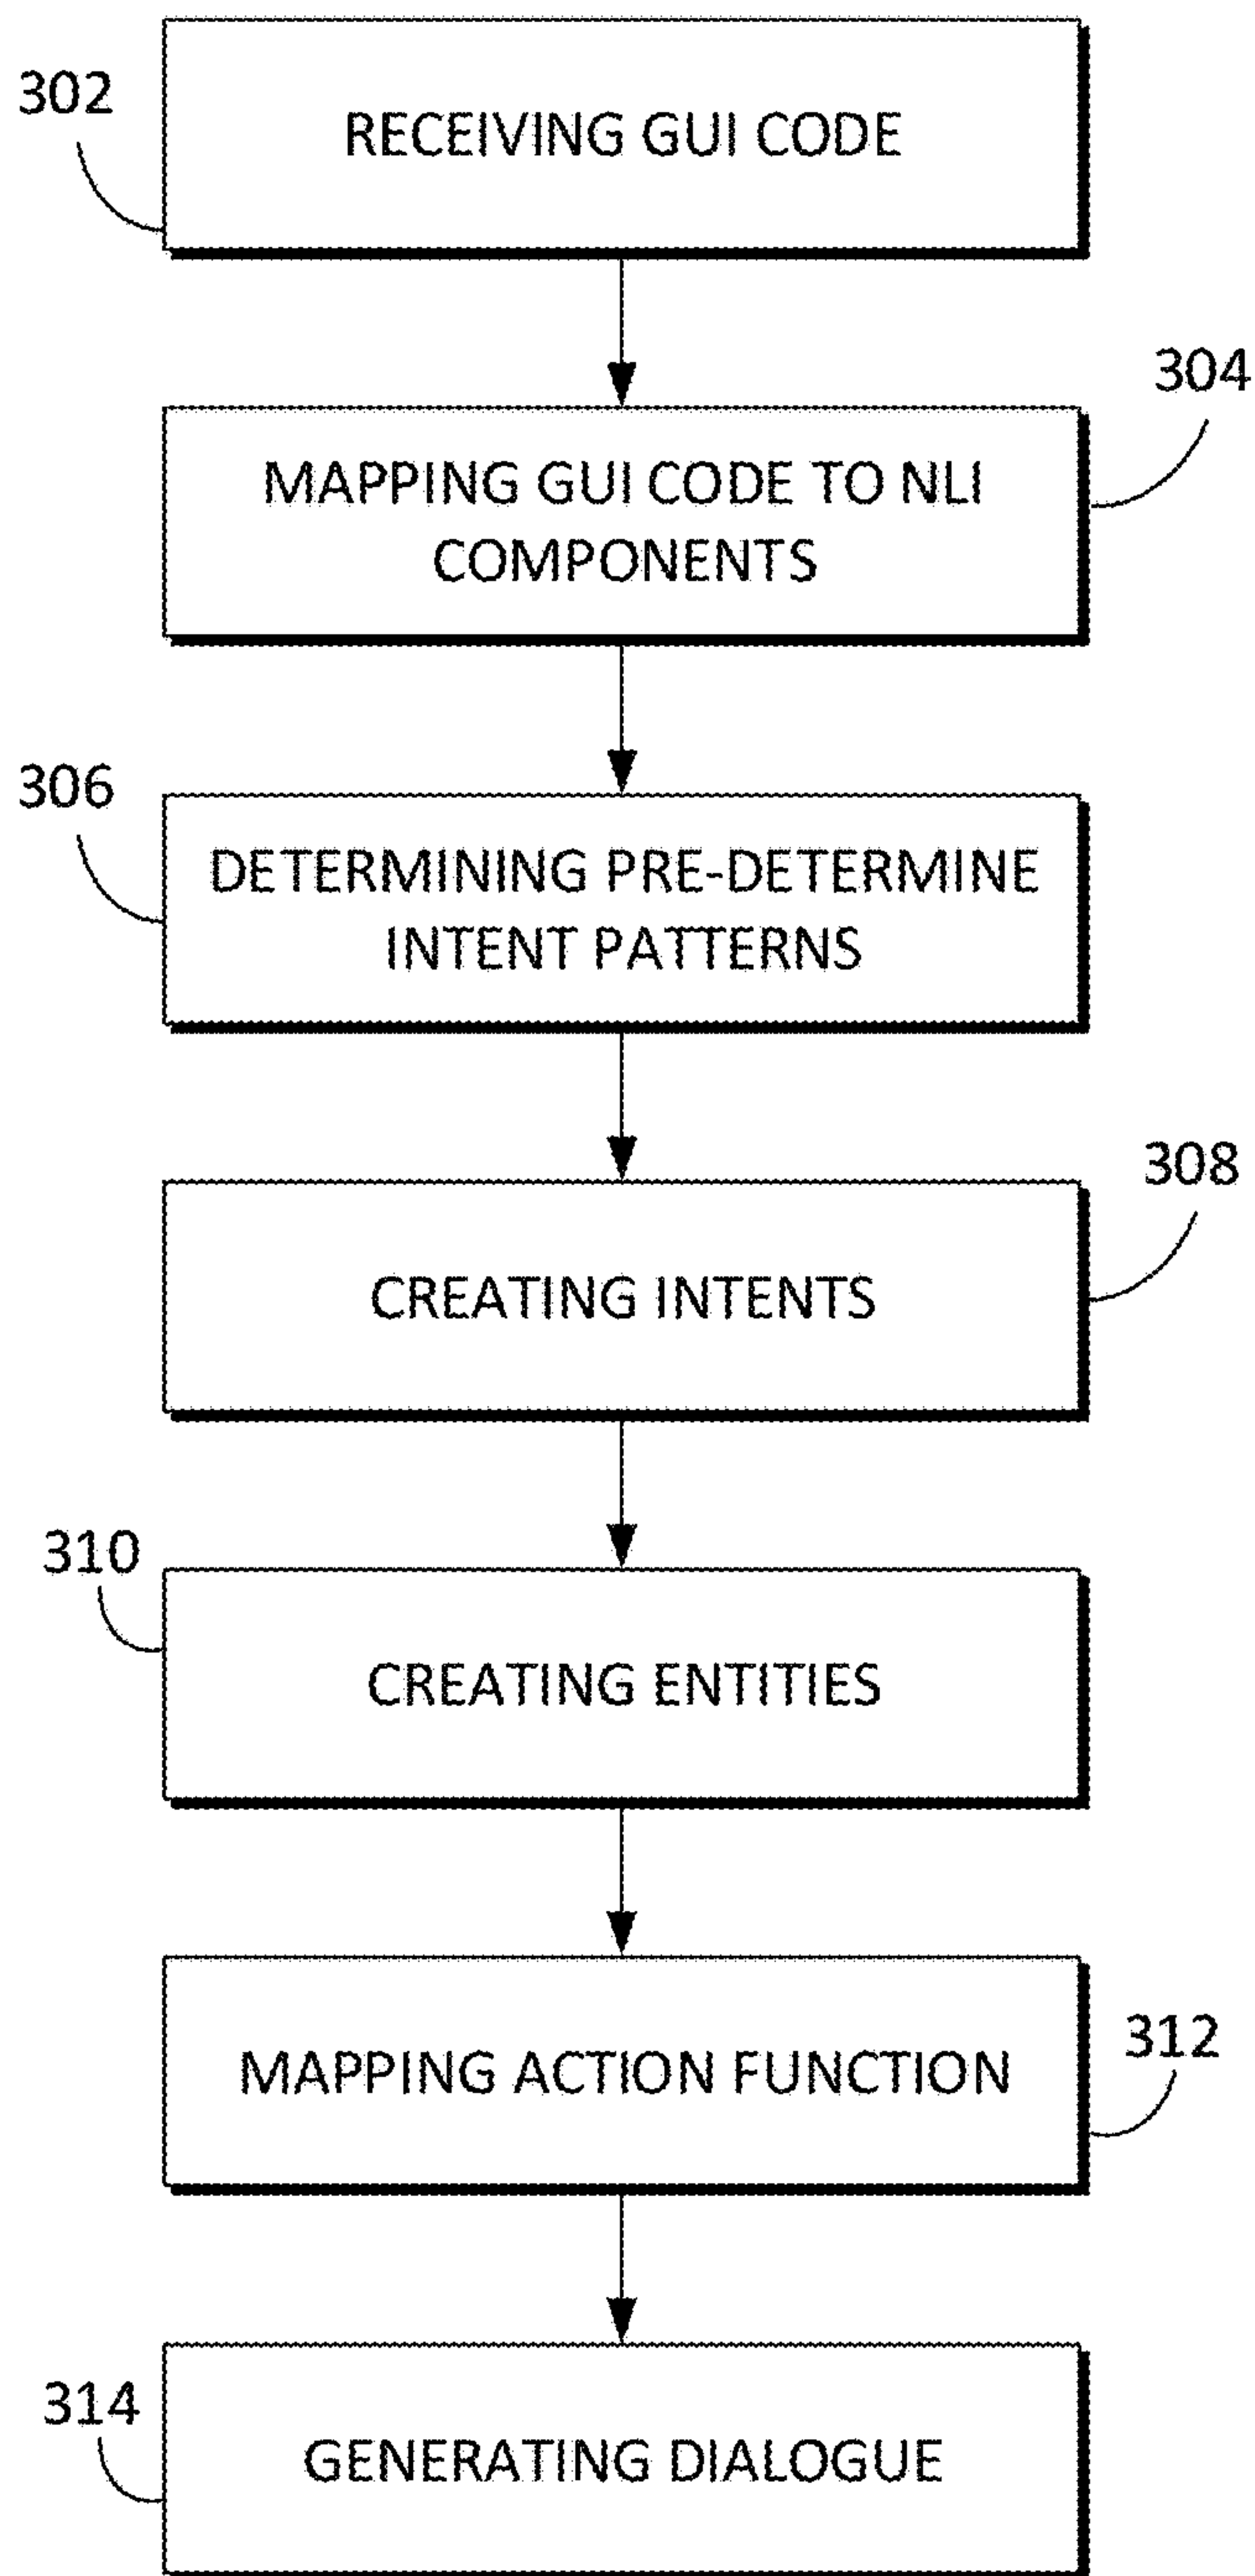 302
RECEIVING GUI CODE
304
MAPPING GUI CODE TO NLI
COMPONENTS
306
DETERMINING PRE-DETERMINE
INTENT PATTERNS
308
CREATING INTENTS
310
CREATING ENTITIES
312
MAPPING ACTION FUNCTION
314
GENERATING DIALOGUE